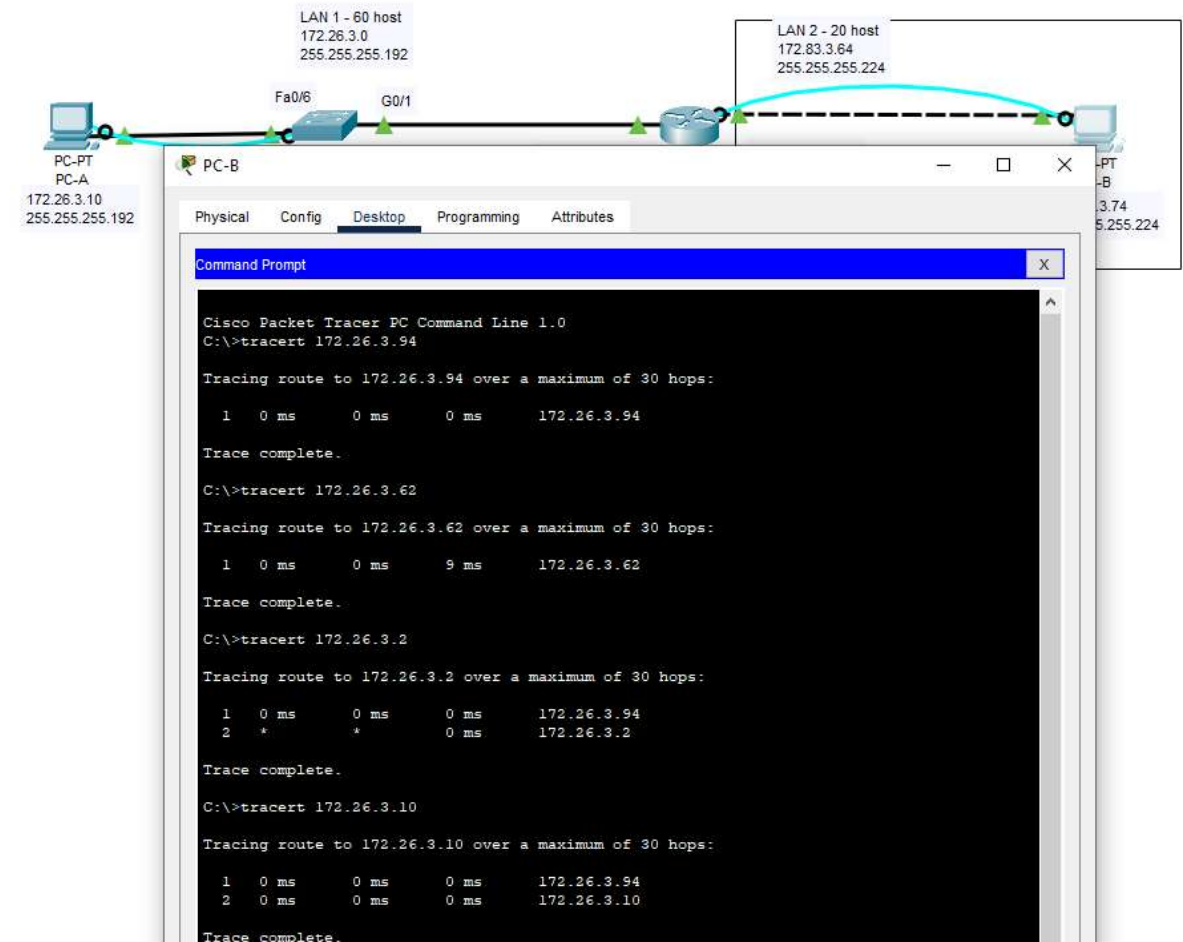 LAN 1 - 60 host
172.26.3.0
255.255.255.192
LAN 2 - 20 host
172.83.3.64
255.255.255.224
Fa0/6
G0/1
PC-PT
PC-A
172.26.3.10
255.255.255.192
-PT
-B
.3.74
5.255.224
PC-B
Physical Config Desktop Programming Attributes
Command Prompt
X
Cisco Packet Tracer PC Command Line 1.0
C:\>tracert 172.26.3.94
Tracing route to 172.26.3.94 over a maximum of 30 hops:
1 0 ms 0 ms 0 ms 172.26.3.94
Trace complete.
C:\>tracert 172.26.3.62
Tracing route to 172.26.3.62 over a maximum of 30 hops:
1 0 ms 0 ms 9 ms 172.26.3.62
Trace complete.
C:\>tracert 172.26.3.2
Tracing route to 172.26.3.2 over a maximum of 30 hops:
1 0 ms 0 ms 0 ms 172.26.3.94
2 * * 0 ms 172.26.3.2
Trace complete.
C:\>tracert 172.26.3.10
Tracing route to 172.26.3.10 over a maximum of 30 hops:
1 0 ms 0 ms 0 ms 172.26.3.94
2 0 ms 0 ms 0 ms 172.26.3.10
Trace complete.